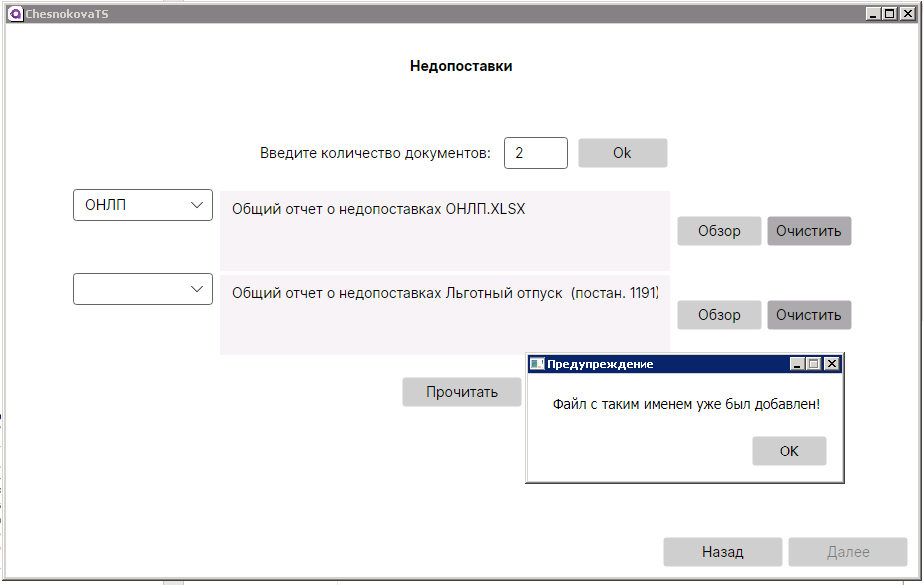 ChesnokovaTS
Недопоставки
Введите количество документов: 2 Ok
ОНЛП Общий отчет о недопоставках ОНЛП.XLSX
Обзор Очистить
Общий отчет о недопоставках Льготный отпуск (постан. 1191)
Обзор Очистить
Прочитать
Предупреждение
Файл с таким именем уже был добавлен!
OK
Назад Далее